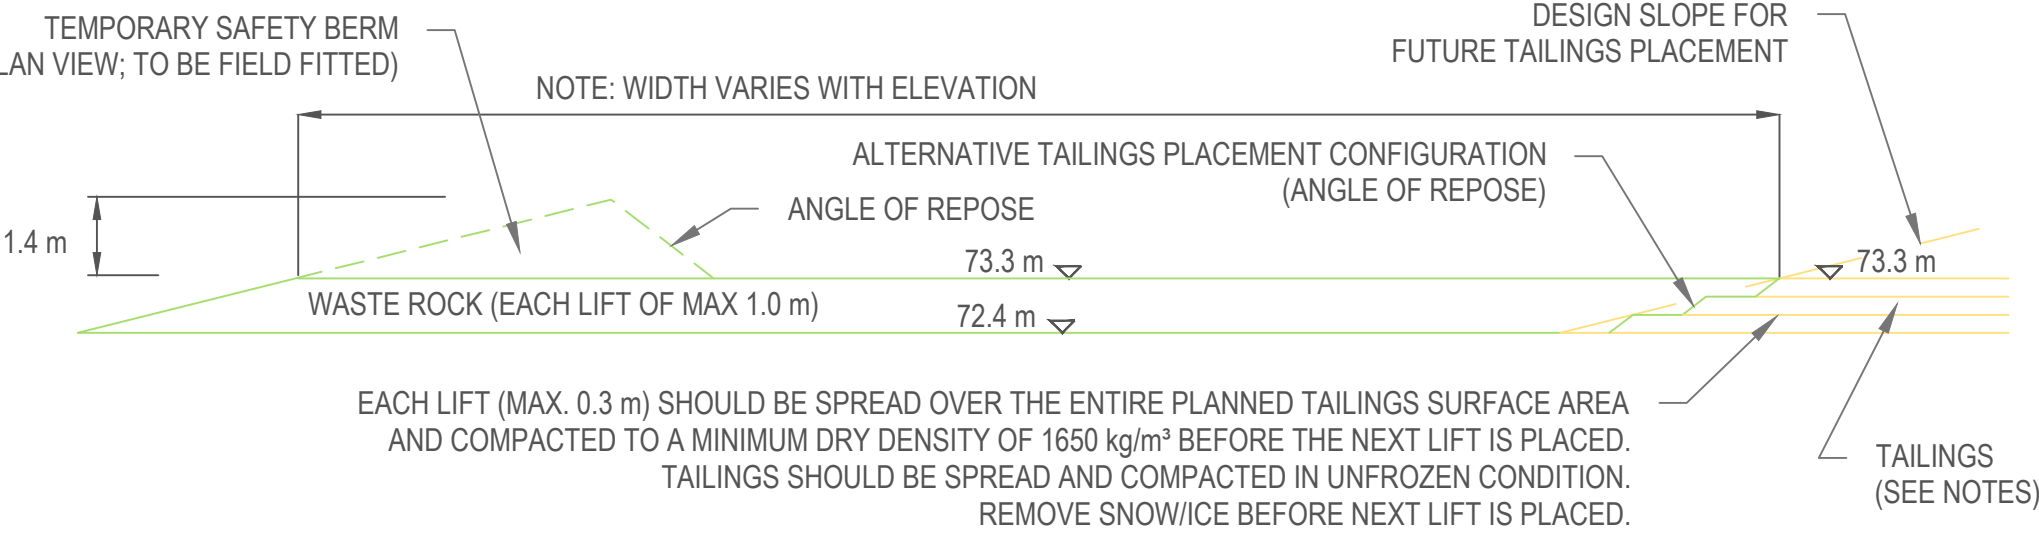 TEMPORARY SAFETY BERM
LAN VIEW; TO BE FIELD FITTED)
DESIGN SLOPE FOR
FUTURE TAILINGS PLACEMENT
NOTE: WIDTH VARIES WITH ELEVATION
ALTERNATIVE TAILINGS PLACEMENT CONFIGURATION
(ANGLE OF REPOSE)
ANGLE OF REPOSE
1.4 m
73.3 m
73.3 m
WASTE ROCK (EACH LIFT OF MAX 1.0 m)
72.4 m
EACH LIFT (MAX. 0.3 m) SHOULD BE SPREAD OVER THE ENTIRE PLANNED TAILINGS SURFACE AREA
AND COMPACTED TO A MINIMUM DRY DENSITY OF 1650 kg/m³ BEFORE THE NEXT LIFT IS PLACED.
TAILINGS SHOULD BE SPREAD AND COMPACTED IN UNFROZEN CONDITION.
REMOVE SNOW/ICE BEFORE NEXT LIFT IS PLACED.
TAILINGS
(SEE NOTES)